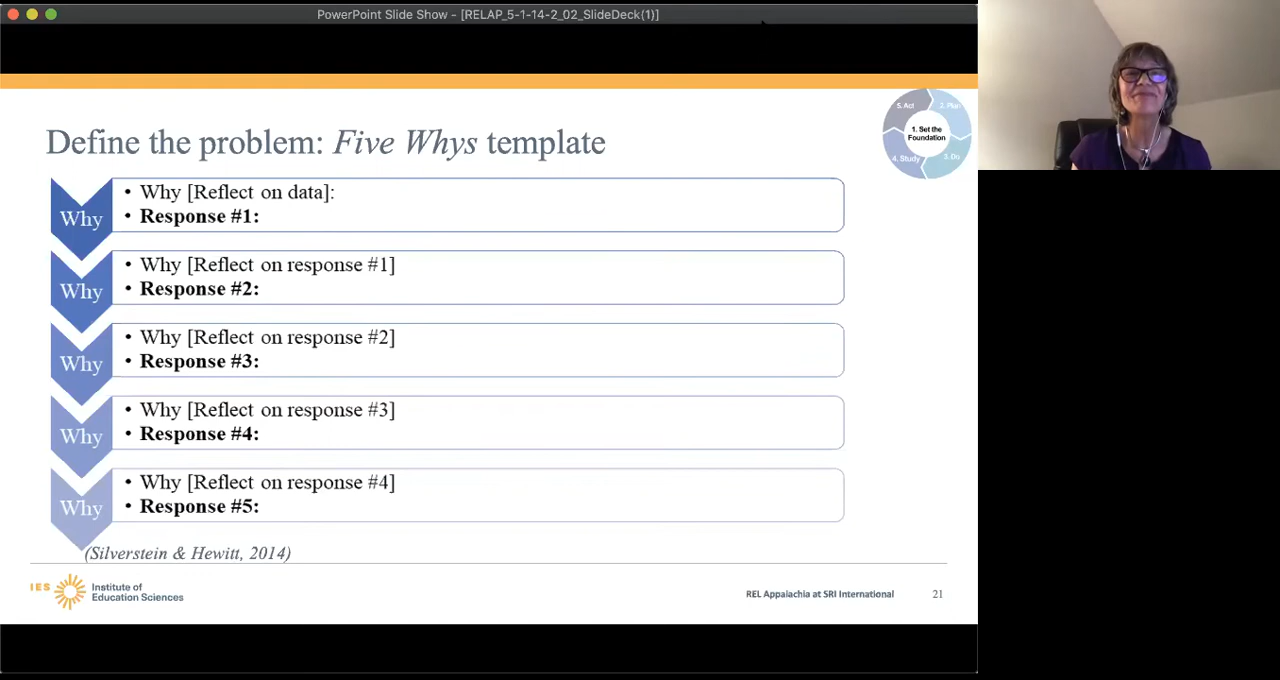 PowerPoint Slide Show - [RELAP_5-1-14-2_02_SlideDeck(1)]
Define the problem: Five Whys template
5. Act
2. Plan
1. Set the
Foundation
4. Study
3. Do
Why
• Why [Reflect on data]:
• Response #1:
Why
• Why [Reflect on response #1]
• Response #2:
Why
• Why [Reflect on response #2]
• Response #3:
Why
• Why [Reflect on response #3]
• Response #4:
Why
• Why [Reflect on response #4]
• Response #5:
(Silverstein & Hewitt, 2014)
IES
Institute of
Education Sciences
REL Appalachia at SRI International
21